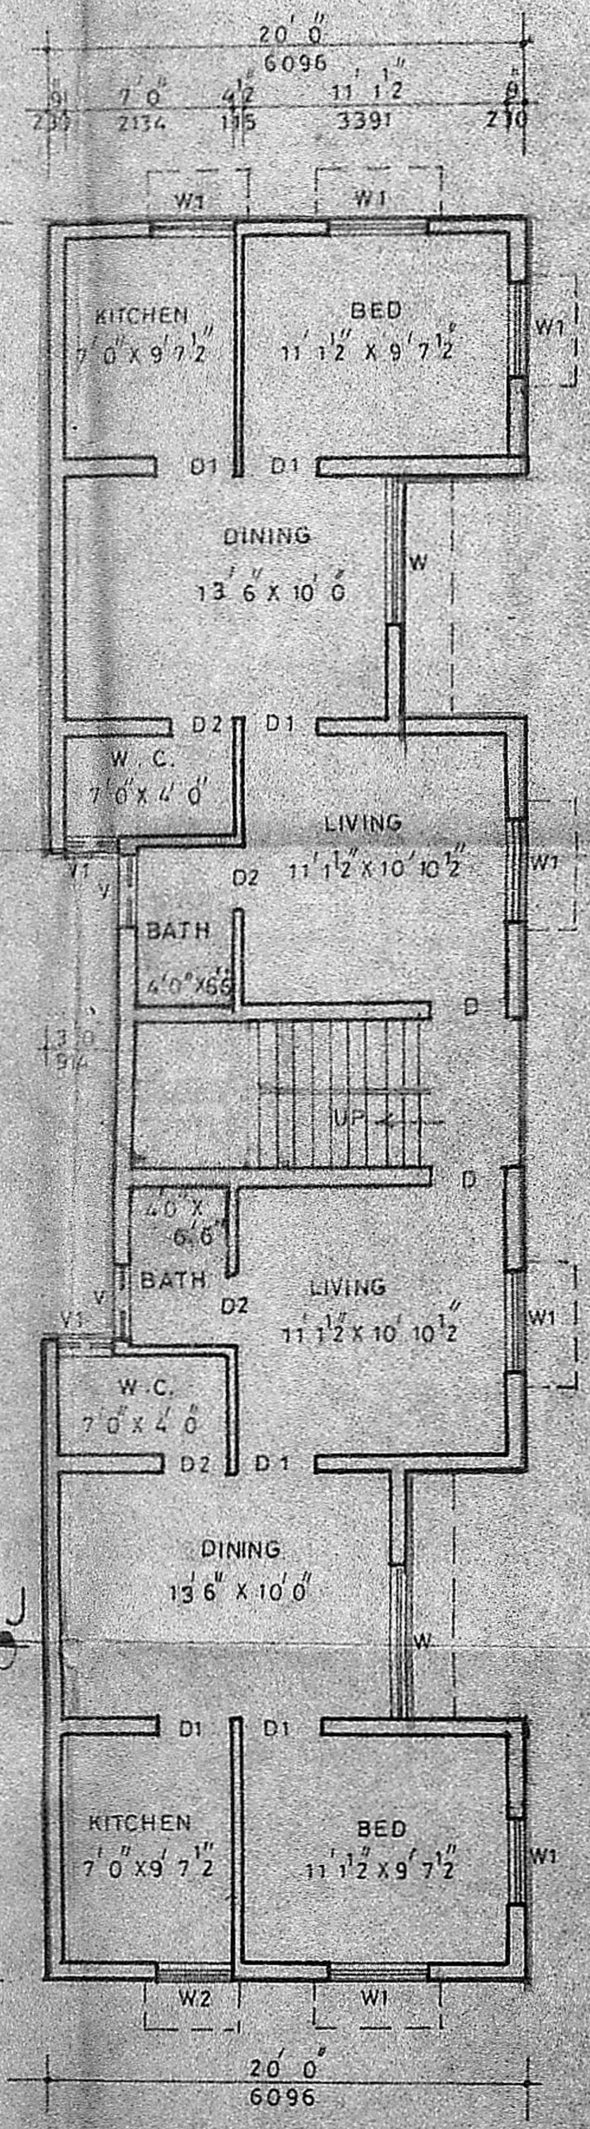 20' 0"
6096
9" 7' 0" 4½" 11' 1½" 9"
2134 115 3391
W1 W1
KITCHEN
7' 0" X 9' 7½"
BED
11' 1½" X 9' 7½"
W1
D1 D1
DINING
13' 6" X 10' 0"
W
D2 D1
W.C.
7' 0" X 4' 0"
LIVING
11' 1½" X 10' 10½"
W1
V1
V
D2
BATH
4' 0" X 6' 6"
D
3' 0"
914
UP
D
4' 0" X
6' 6"
BATH
V
V1
D2
LIVING
11' 1½" X 10' 10½"
W1
W.C.
7' 0" X 4' 0"
D2 D1
DINING
13' 6" X 10' 0"
J
W
D1 D1
KITCHEN
7' 0" X 9' 7½"
BED
11' 1½" X 9' 7½"
W1
W2 W1
20' 0"
6096